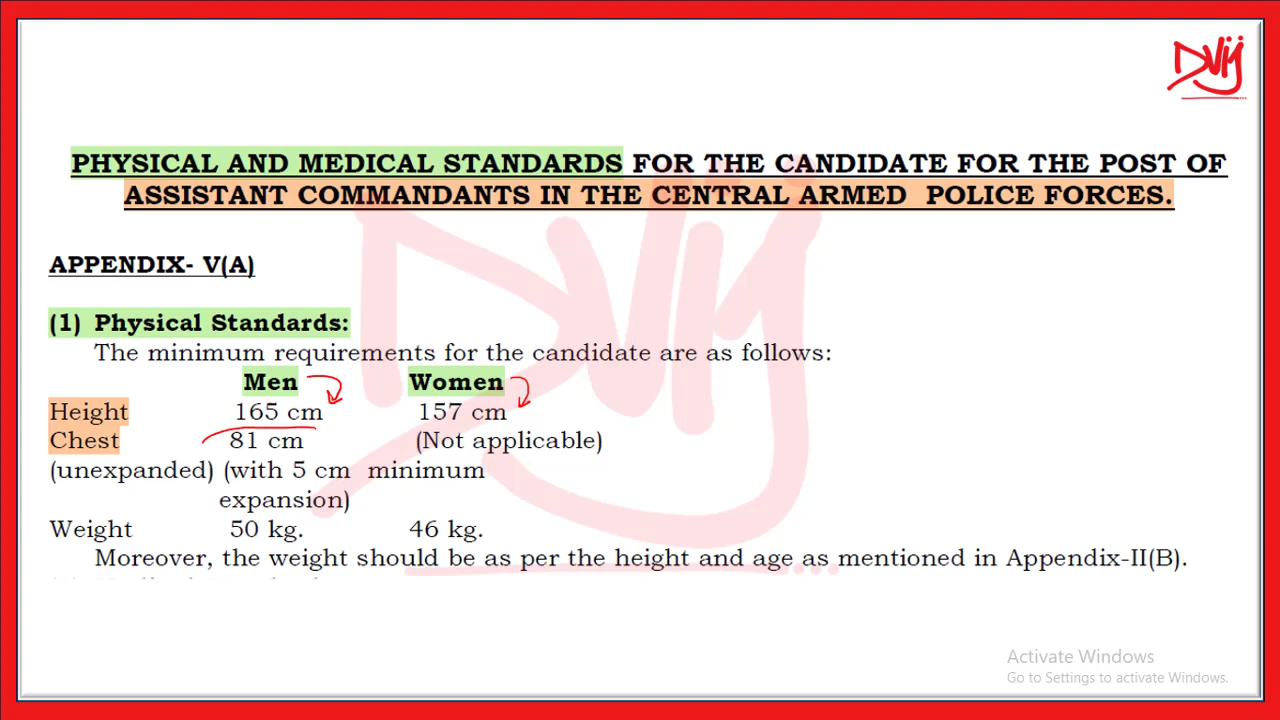 DVIJ
PHYSICAL AND MEDICAL STANDARDS FOR THE CANDIDATE FOR THE POST OF
ASSISTANT COMMANDANTS IN THE CENTRAL ARMED POLICE FORCES.
APPENDIX- V(A)
(1) Physical Standards:
The minimum requirements for the candidate are as follows:
Men Women
Height 165 cm 157 cm
Chest 81 cm (Not applicable)
(unexpanded) (with 5 cm minimum
expansion)
Weight 50 kg. 46 kg.
Moreover, the weight should be as per the height and age as mentioned in Appendix-II(B).
Activate Windows
Go to Settings to activate Windows.